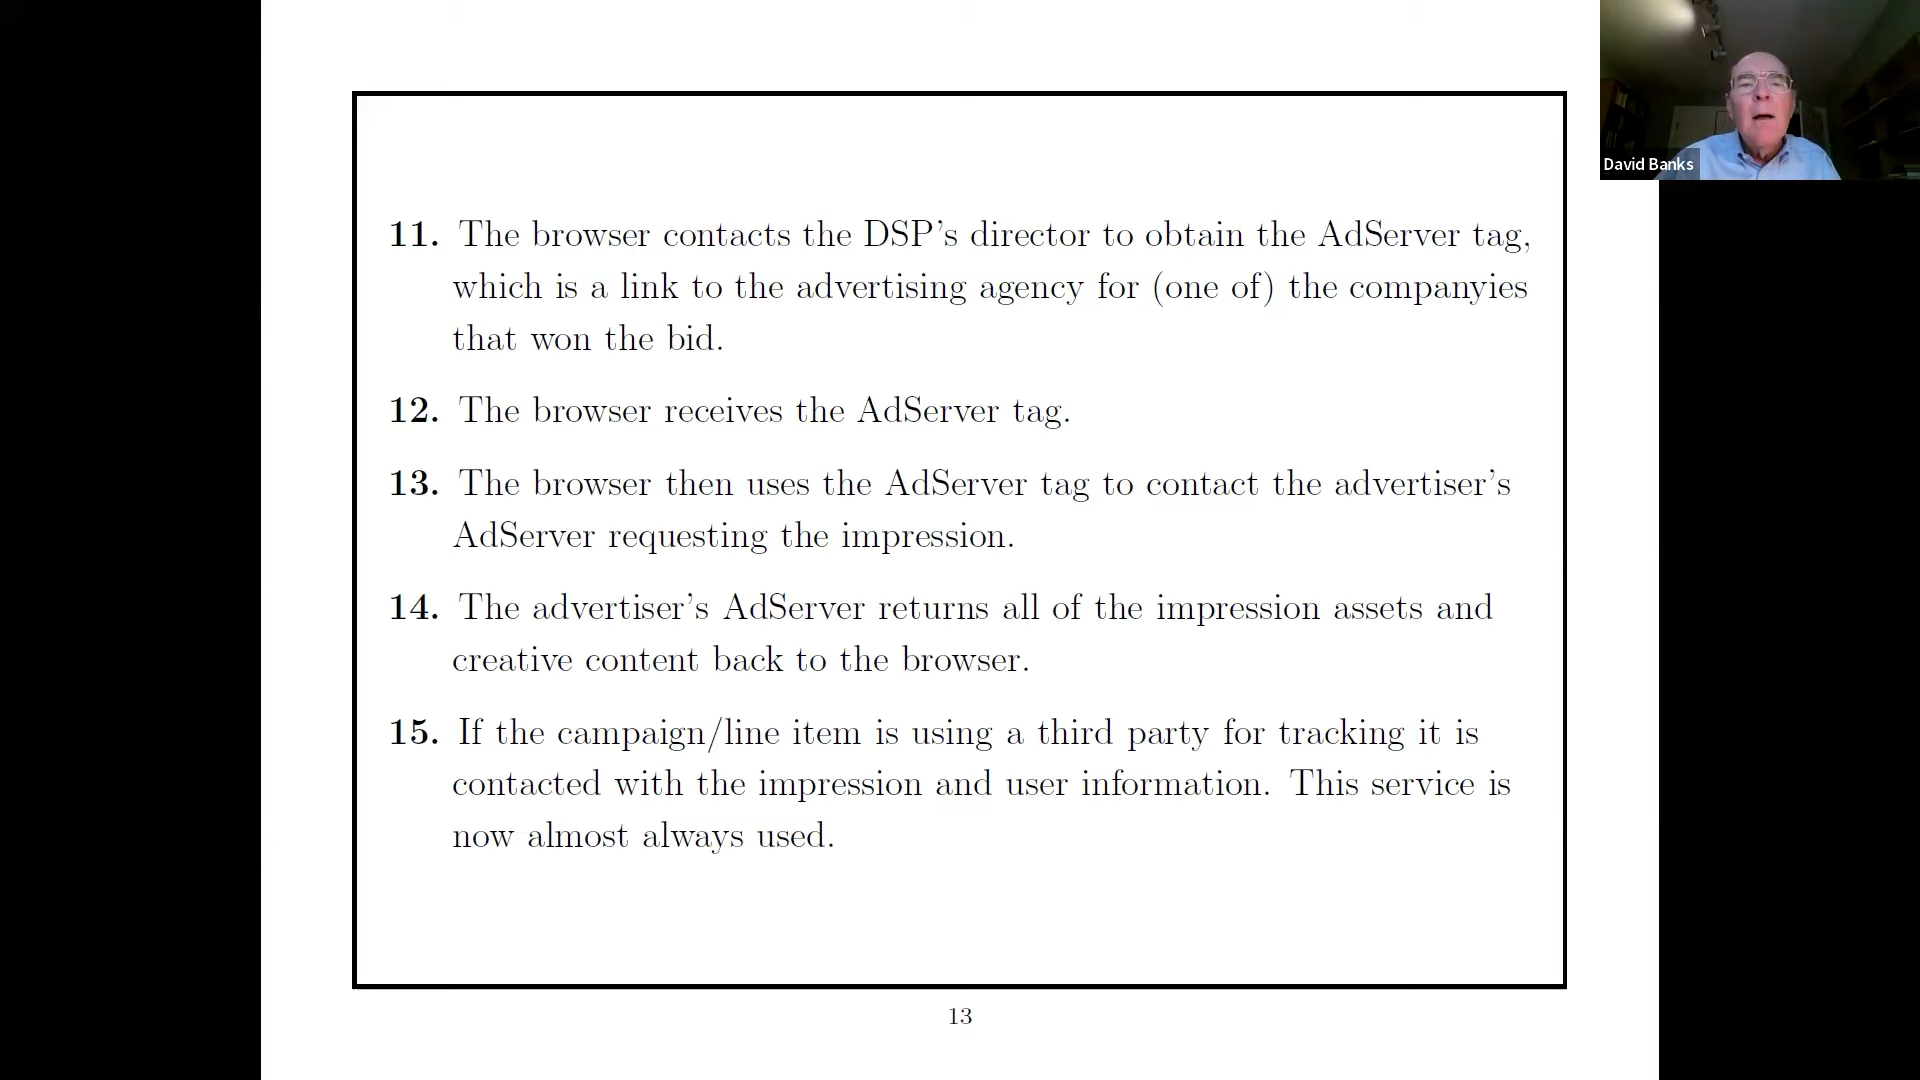 David Banks
11. The browser contacts the DSP’s director to obtain the AdServer tag,
which is a link to the advertising agency for (one of) the companyies
that won the bid.
12. The browser receives the AdServer tag.
13. The browser then uses the AdServer tag to contact the advertiser’s
AdServer requesting the impression.
14. The advertiser’s AdServer returns all of the impression assets and
creative content back to the browser.
15. If the campaign/line item is using a third party for tracking it is
contacted with the impression and user information. This service is
now almost always used.
13